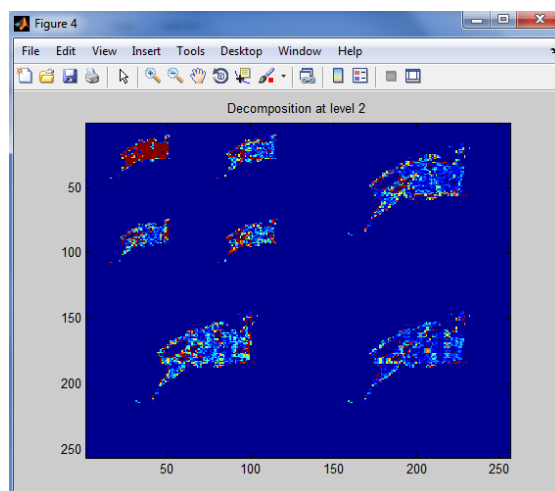 Figure 4
File Edit View Insert Tools Desktop Window Help
Decomposition at level 2
50
100
150
200
250
50 100 150 200 250